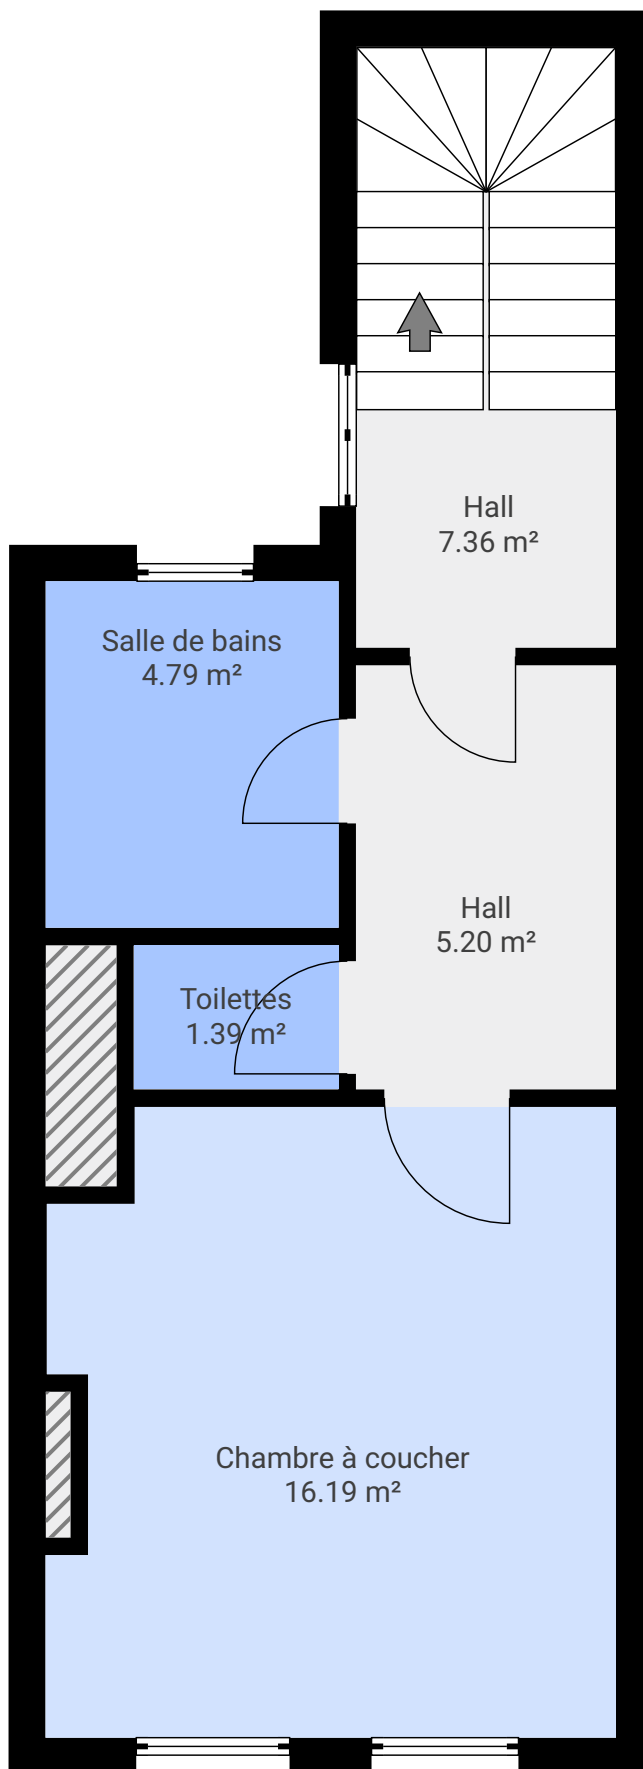 Hall
7.36 m²
Salle de bains
4.79 m²
Hall
5.20 m²
Toilettes
1.39 m²
Chambre à coucher
16.19 m²